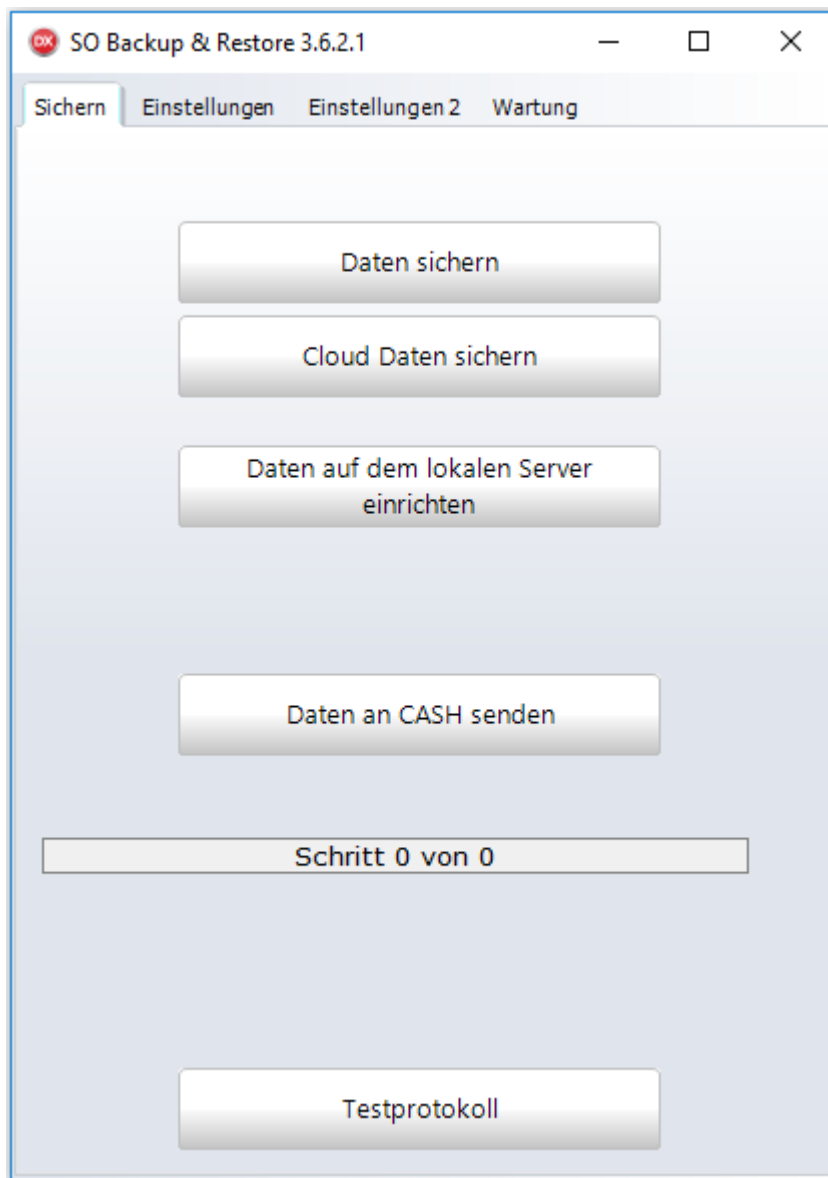 DX SO Backup & Restore 3.6.2.1
Sichern Einstellungen Einstellungen 2 Wartung
Daten sichern
Cloud Daten sichern
Daten auf dem lokalen Server
einrichten
Daten an CASH senden
Schritt 0 von 0
Testprotokoll